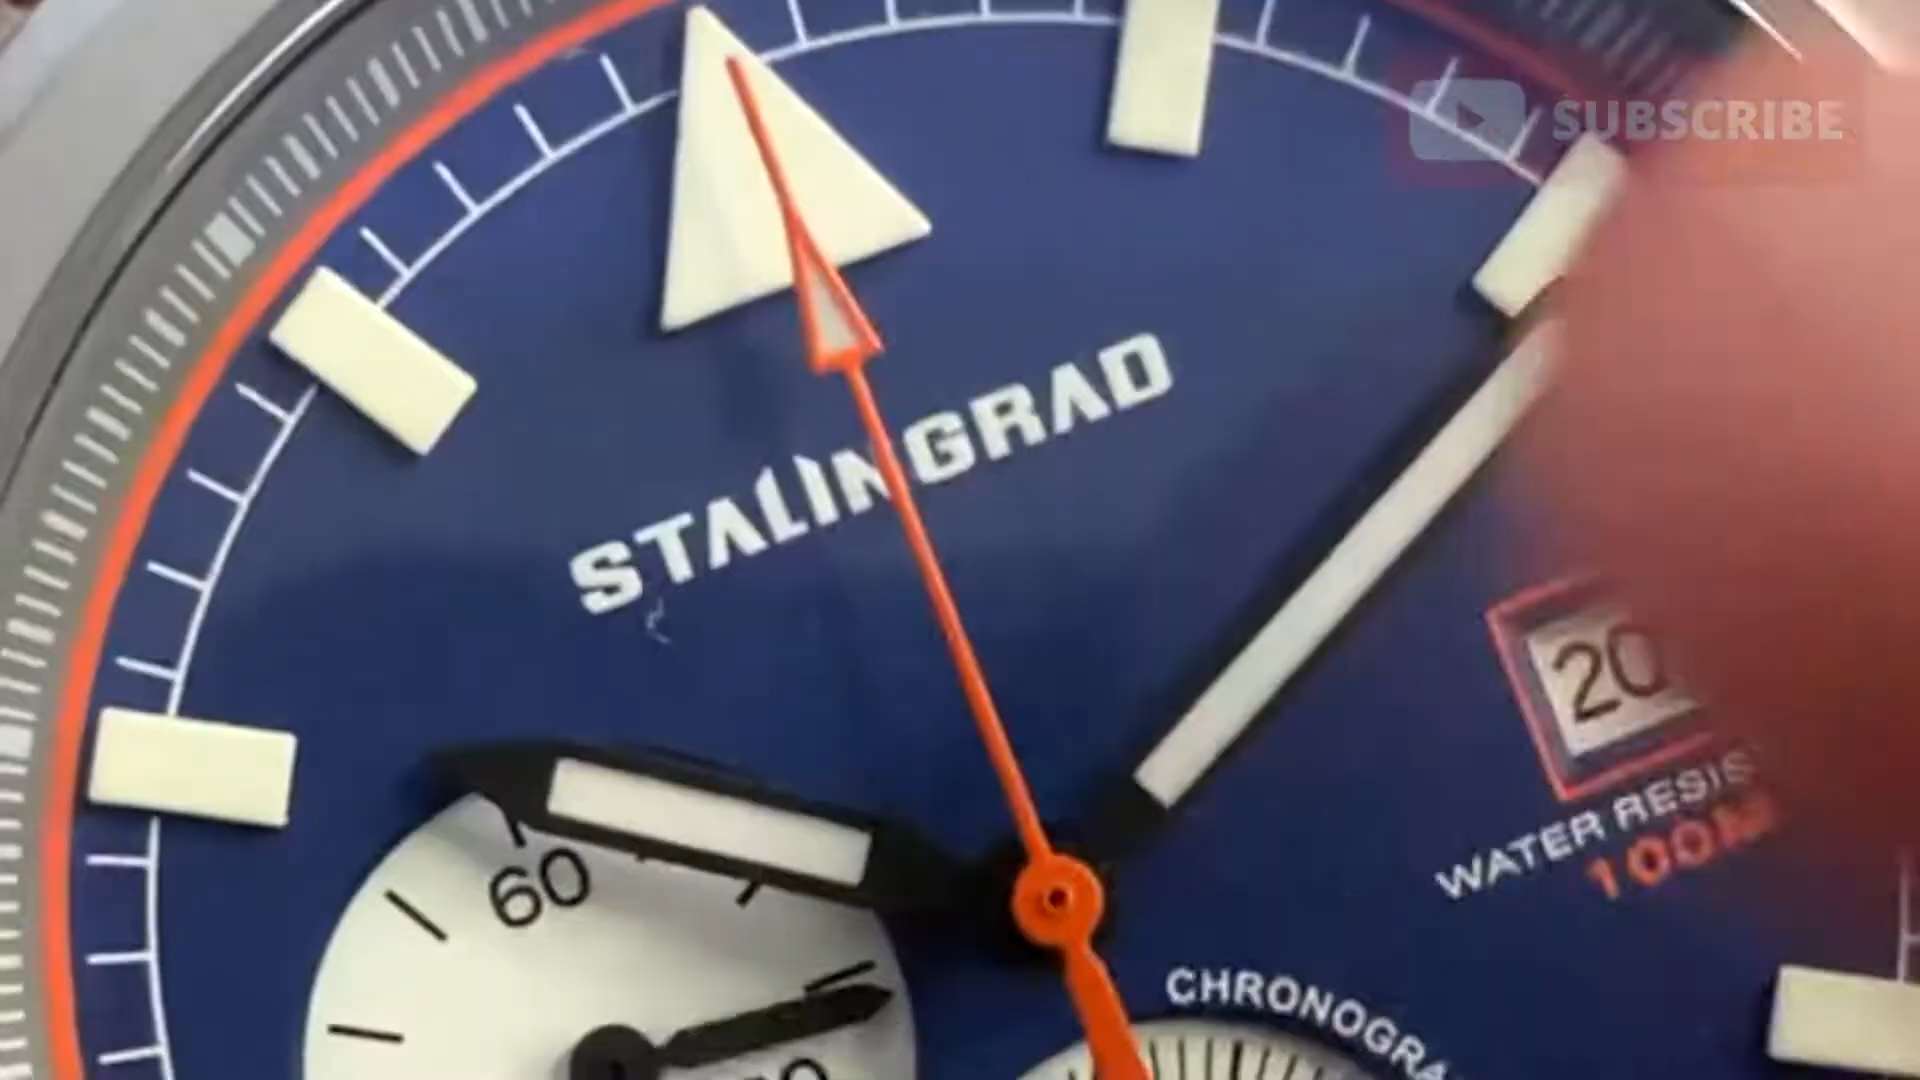 SUBSCRIBE
STALINGRAD
20
WATER RESIS
100M
60
CHRONOGRA